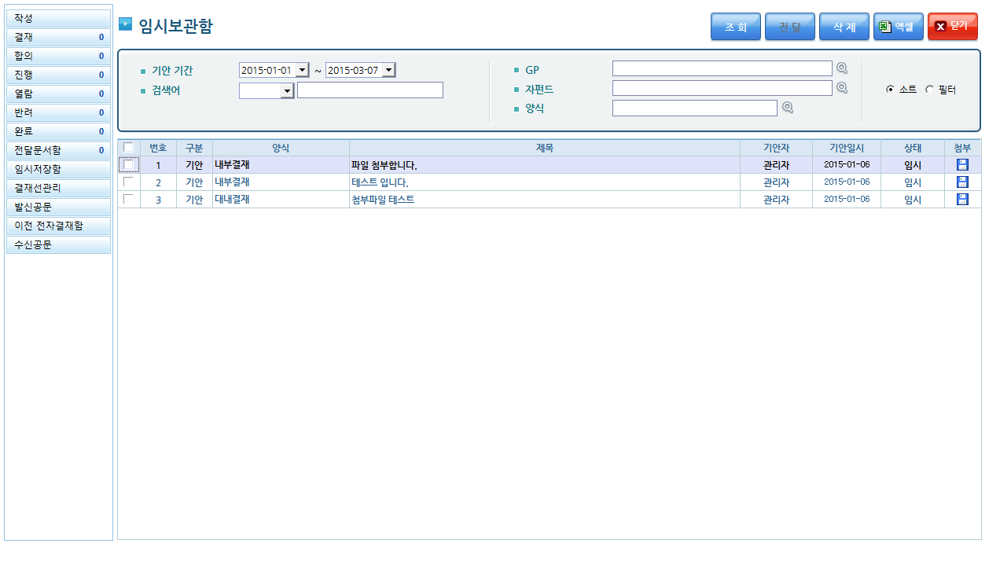 작성
결재 0
합의 0
진행 0
열람 0
반려 0
완료 0
전달문서함 0
임시저장함
결재선관리
발신공문
이전 전자결재함
수신공문
임시보관함
조 회 전 달 삭 제 엑셀 닫기
기안 기간 2015-01-01 ~ 2015-03-07
검색어
GP
자펀드
양식
소트 필터
번호 구분 양식 제목 기안자 기안일시 상태 첨부
1 기안 내부결재 파일 첨부합니다. 관리자 2015-01-06 임시
2 기안 내부결재 테스트 입니다. 관리자 2015-01-06 임시
3 기안 대내결재 첨부파일 테스트 관리자 2015-01-06 임시